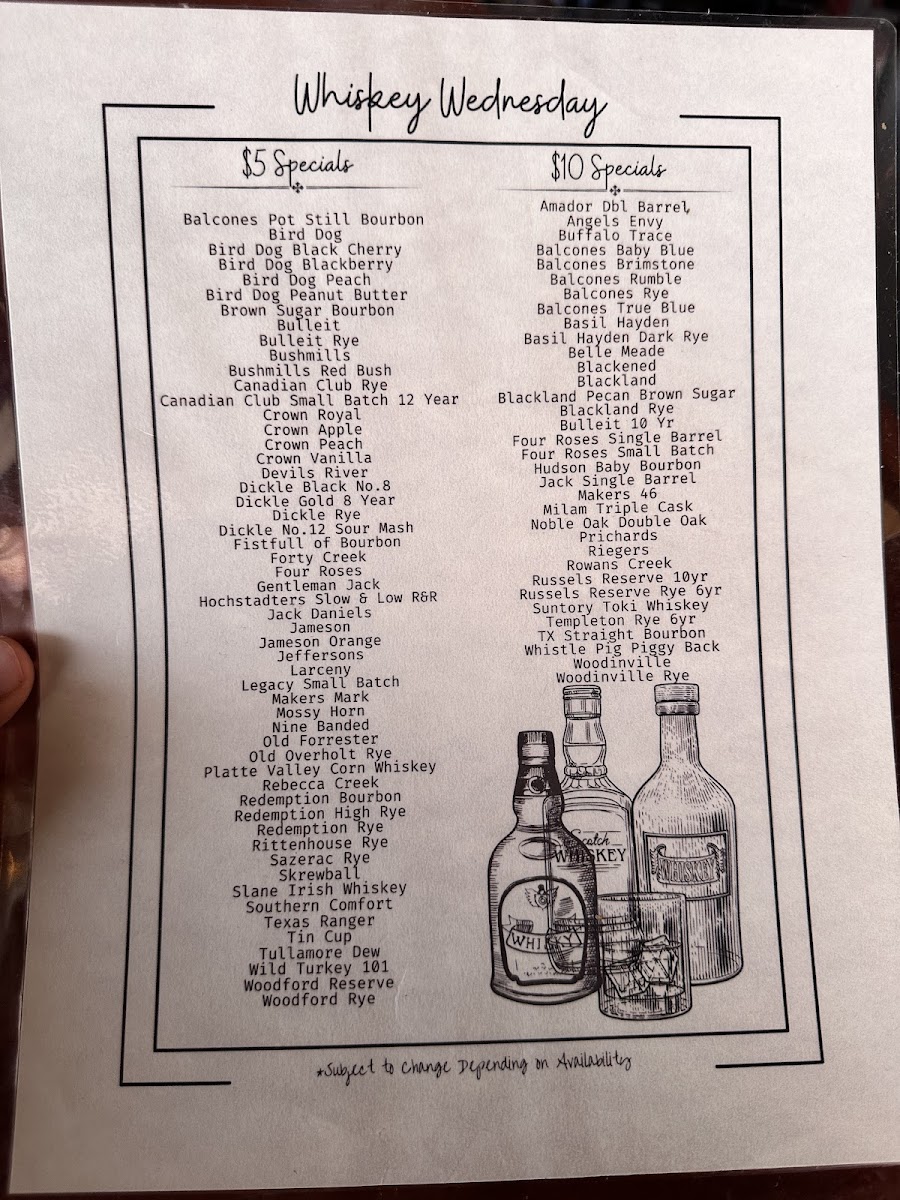 Whiskey Wednesday
$5 Specials
Balcones Pot Still Bourbon
Bird Dog
Bird Dog Black Cherry
Bird Dog Blackberry
Bird Dog Peach
Bird Dog Peanut Butter
Brown Sugar Bourbon
Bulleit
Bulleit Rye
Bushmills
Bushmills Red Bush
Canadian Club Rye
Canadian Club Small Batch 12 Year
Crown Royal
Crown Apple
Crown Peach
Crown Vanilla
Devils River
Dickle Black No.8
Dickle Gold 8 Year
Dickle Rye
Dickle No.12 Sour Mash
Fistfull of Bourbon
Forty Creek
Four Roses
Gentleman Jack
Hochstadters Slow & Low R&R
Jack Daniels
Jameson
Jameson Orange
Jeffersons
Larceny
Legacy Small Batch
Makers Mark
Mossy Horn
Nine Banded
Old Forrester
Old Overholt Rye
Platte Valley Corn Whiskey
Rebecca Creek
Redemption Bourbon
Redemption High Rye
Redemption Rye
Rittenhouse Rye
Sazerac Rye
Skrewball
Slane Irish Whiskey
Southern Comfort
Texas Ranger
Tin Cup
Tullamore Dew
Wild Turkey 101
Woodford Reserve
Woodford Rye
$10 Specials
Amador Dbl Barrel
Angels Envy
Buffalo Trace
Balcones Baby Blue
Balcones Brimstone
Balcones Rumble
Balcones Rye
Balcones True Blue
Basil Hayden
Basil Hayden Dark Rye
Belle Meade
Blackened
Blackland
Blackland Pecan Brown Sugar
Blackland Rye
Bulleit 10 Yr
Four Roses Single Barrel
Four Roses Small Batch
Hudson Baby Bourbon
Jack Single Barrel
Makers 46
Milam Triple Cask
Noble Oak Double Oak
Prichards
Riegers
Rowans Creek
Russels Reserve 10yr
Russels Reserve Rye 6yr
Suntory Toki Whiskey
Templeton Rye 6yr
TX Straight Bourbon
Whistle Pig Piggy Back
Woodinville
Woodinville Rye
Scotch
WHISKEY
WHISKEY
WHISKY
*Subject to Change Depending on Availability